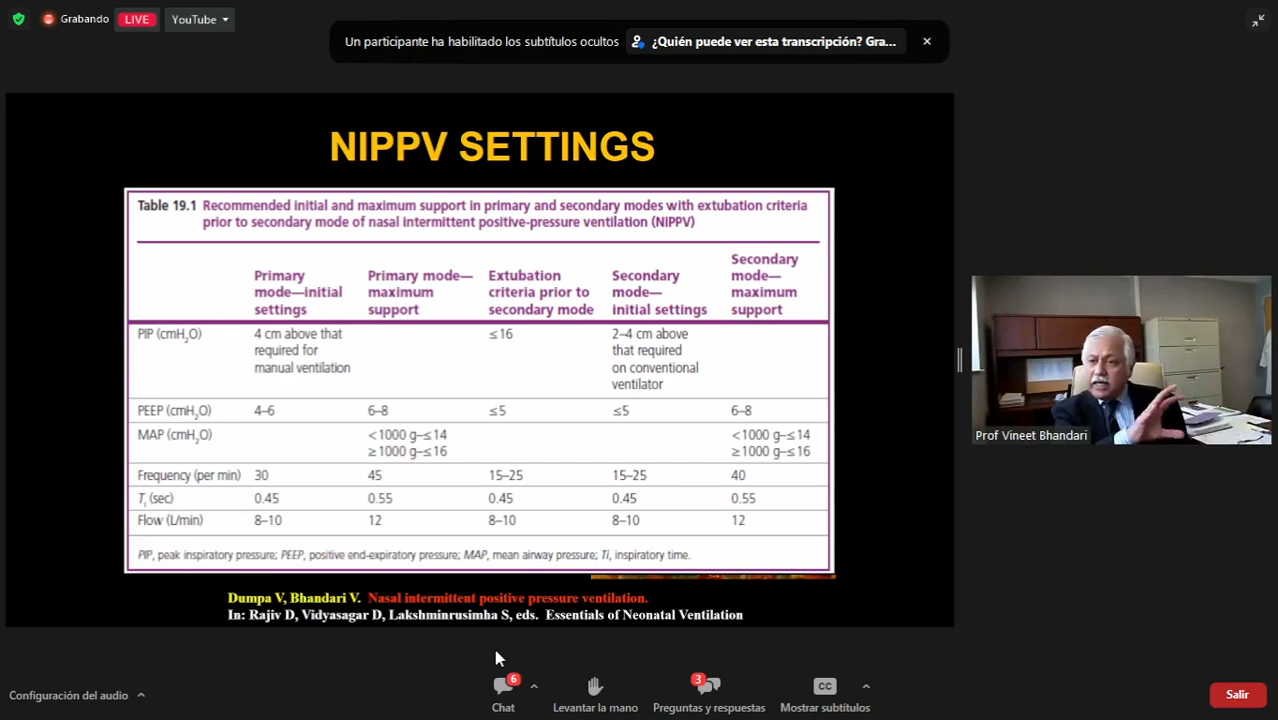 Grabando
LIVE
YouTube
Un participante ha habilitado los subtítulos ocultos
¿Quién puede ver esta transcripción? Gra...
NIPPV SETTINGS
Table 19.1 Recommended initial and maximum support in primary and secondary modes with extubation criteria
prior to secondary mode of nasal intermittent positive-pressure ventilation (NIPPV)
Primary mode—initial settings
Primary mode—maximum support
Extubation criteria prior to secondary mode
Secondary mode—initial settings
Secondary mode—maximum support
PIP (cmH₂O) 4 cm above that required for manual ventilation ≤16 2–4 cm above that required on conventional ventilator
PEEP (cmH₂O) 4–6 6–8 ≤5 ≤5 6–8
MAP (cmH₂O) <1000 g–≤14 <1000 g–≤14
≥1000 g–≤16 ≥1000 g–≤16
Frequency (per min) 30 45 15–25 15–25 40
Tᵢ (sec) 0.45 0.55 0.45 0.45 0.55
Flow (L/min) 8–10 12 8–10 8–10 12
PIP, peak inspiratory pressure; PEEP, positive end-expiratory pressure; MAP, mean airway pressure; Ti, inspiratory time.
Dumpa V, Bhandari V. Nasal intermittent positive pressure ventilation.
In: Rajiv D, Vidyasagar D, Lakshminrusimha S, eds. Essentials of Neonatal Ventilation
Prof Vineet Bhandari
Configuración del audio
6
Chat
Levantar la mano
3
Preguntas y respuestas
CC
Mostrar subtítulos
Salir